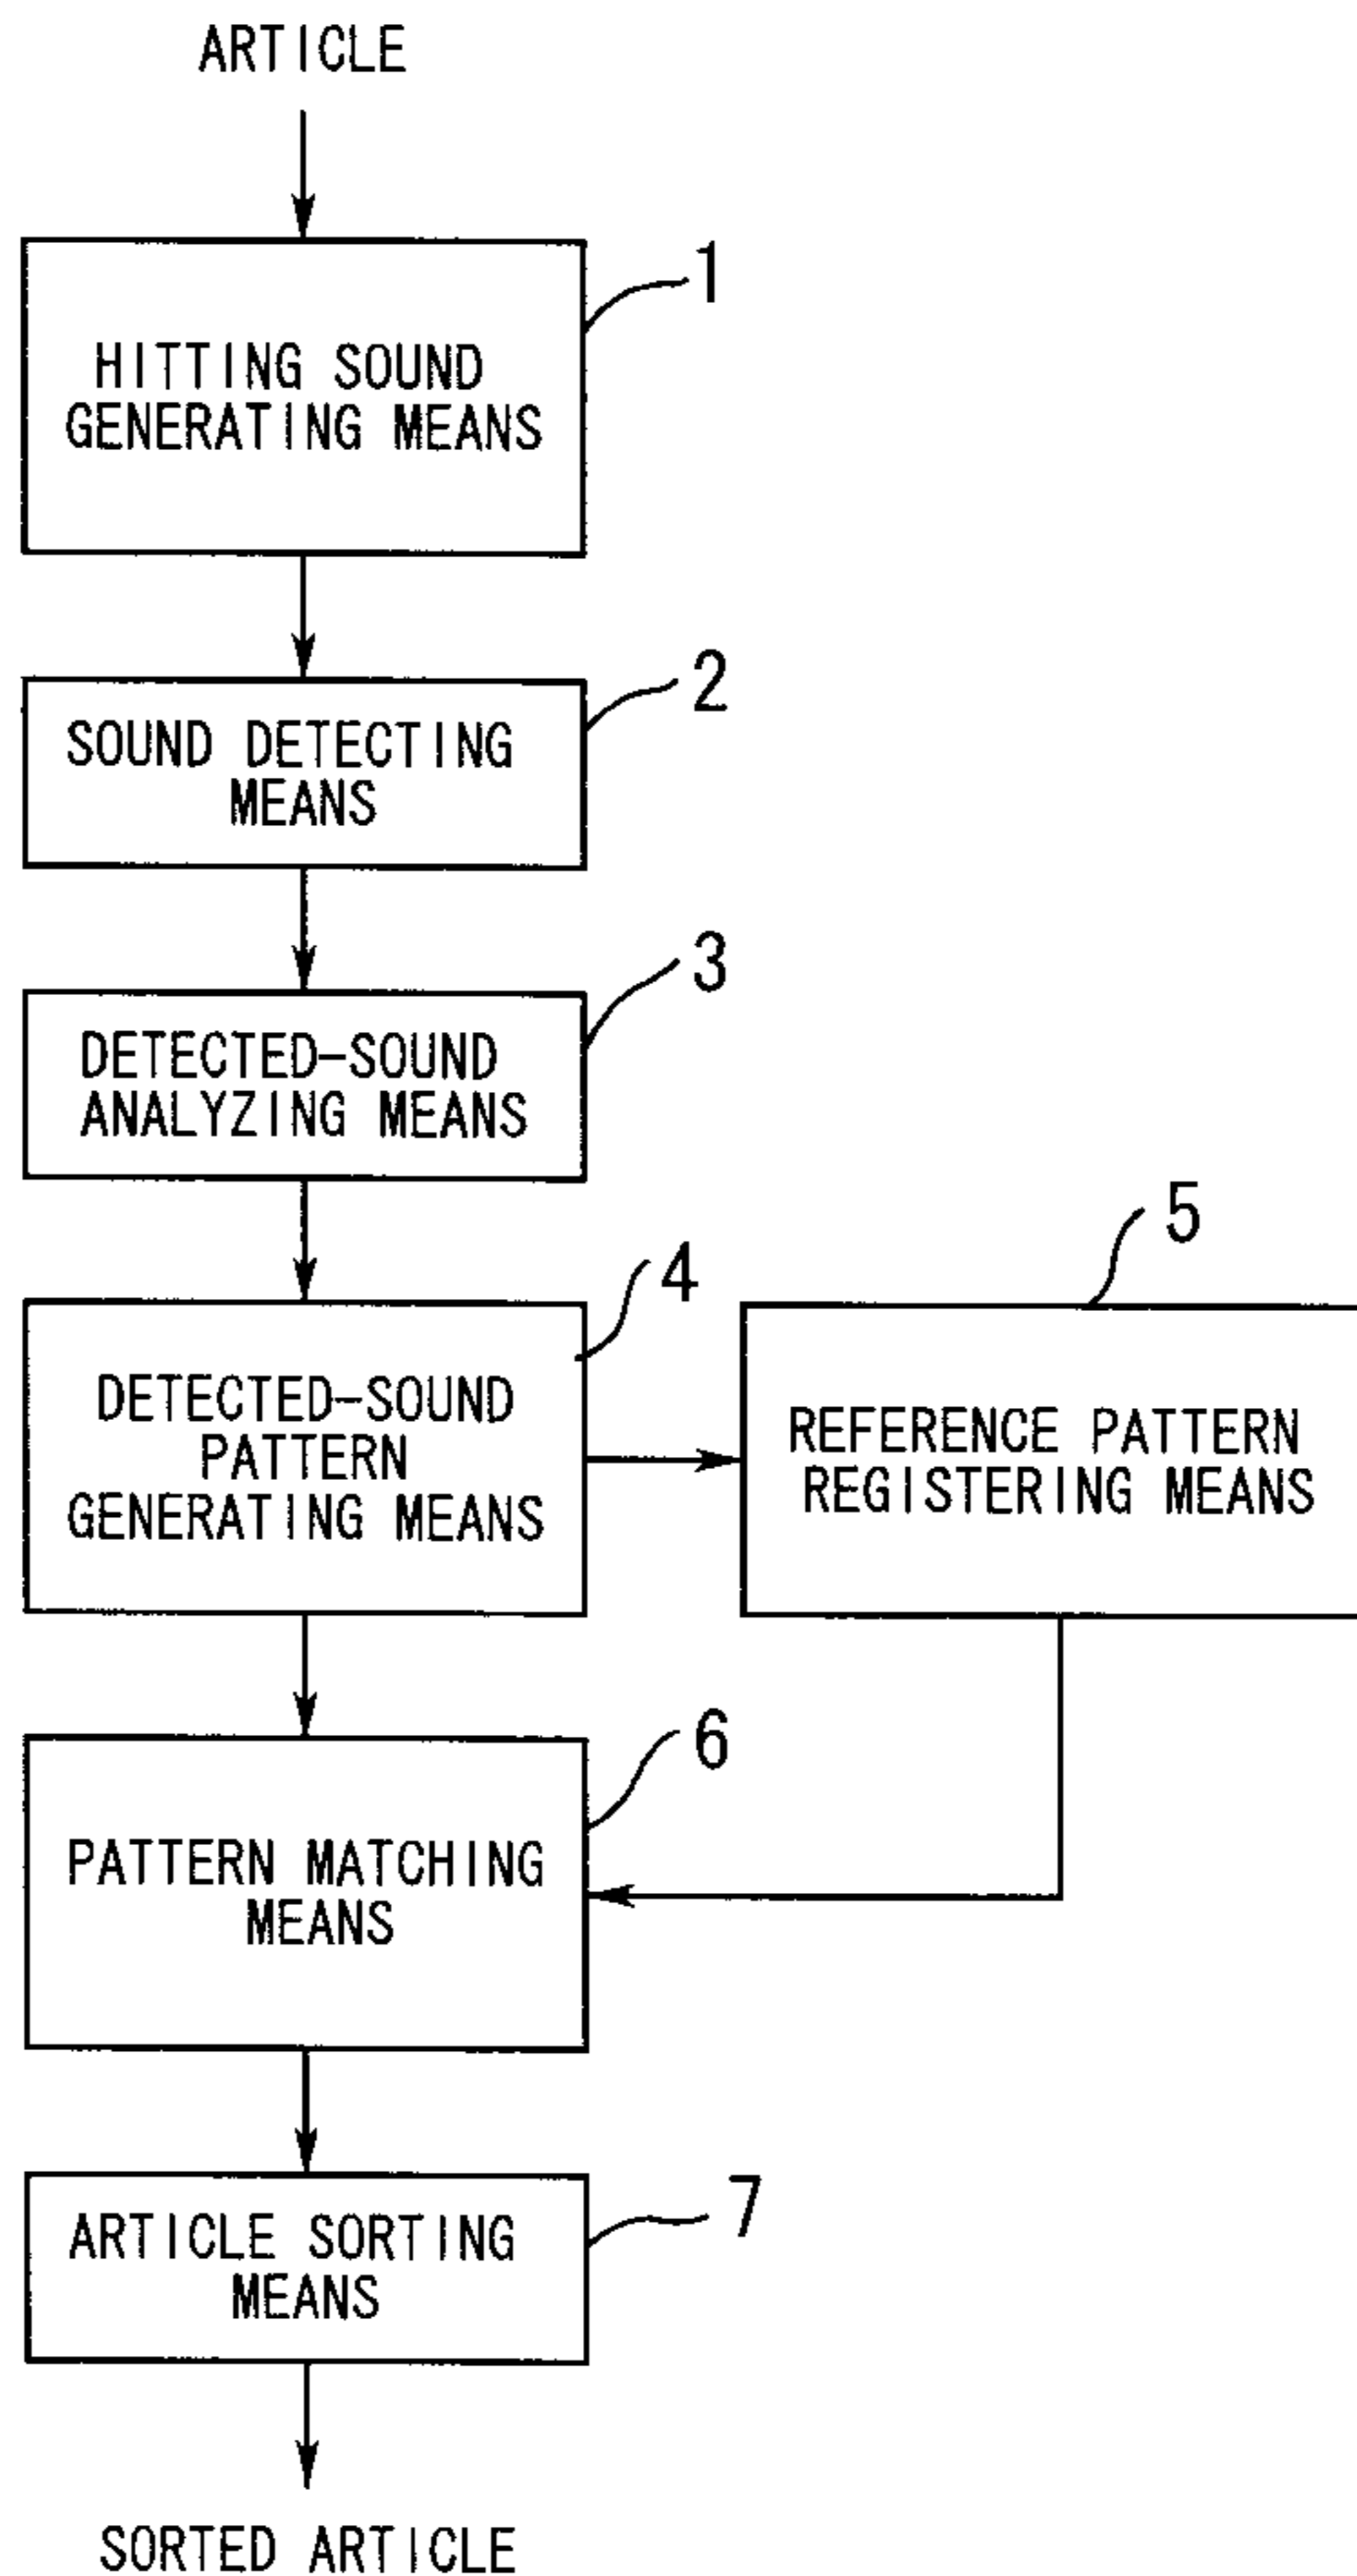 ARTICLE
1
HITTING SOUND
GENERATING MEANS
2
SOUND DETECTING
MEANS
3
DETECTED-SOUND
ANALYZING MEANS
4
DETECTED-SOUND
PATTERN
GENERATING MEANS
5
REFERENCE PATTERN
REGISTERING MEANS
6
PATTERN MATCHING
MEANS
7
ARTICLE SORTING
MEANS
SORTED ARTICLE